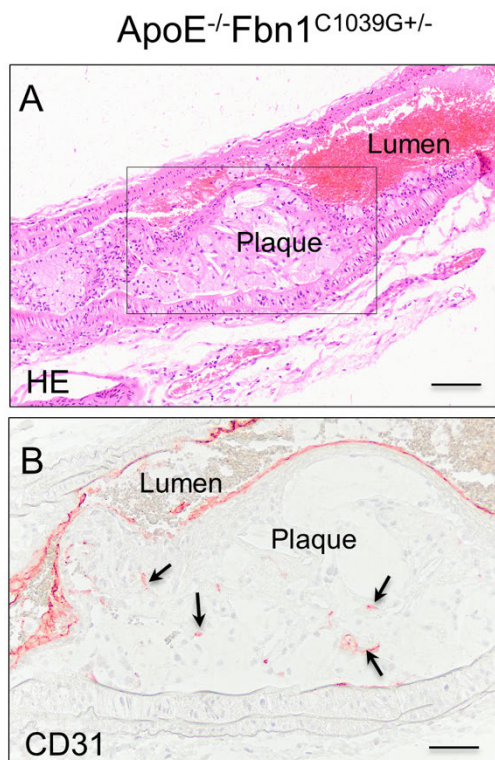 ApoE-/-Fbn1C1039G+/-
A
Lumen
Plaque
HE
B
Lumen
Plaque
CD31